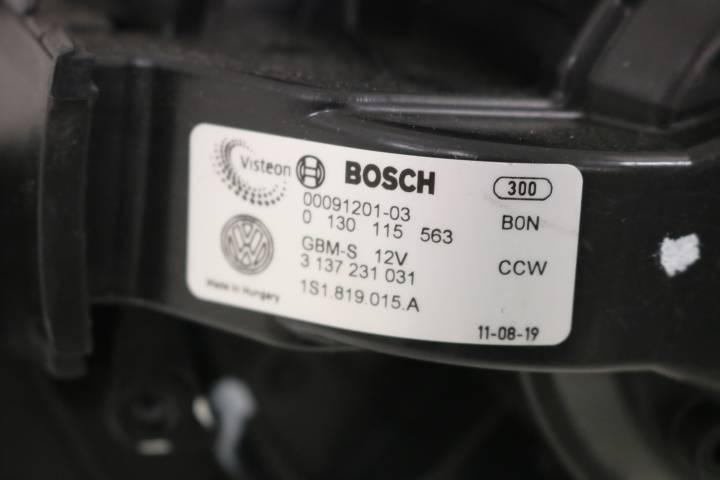 Visteon BOSCH 300
00091201-03
0 130 115 563 B0N
GBM-S 12V CCW
3 137 231 031
Made in Hungary
1S1.819.015.A
11-08-19